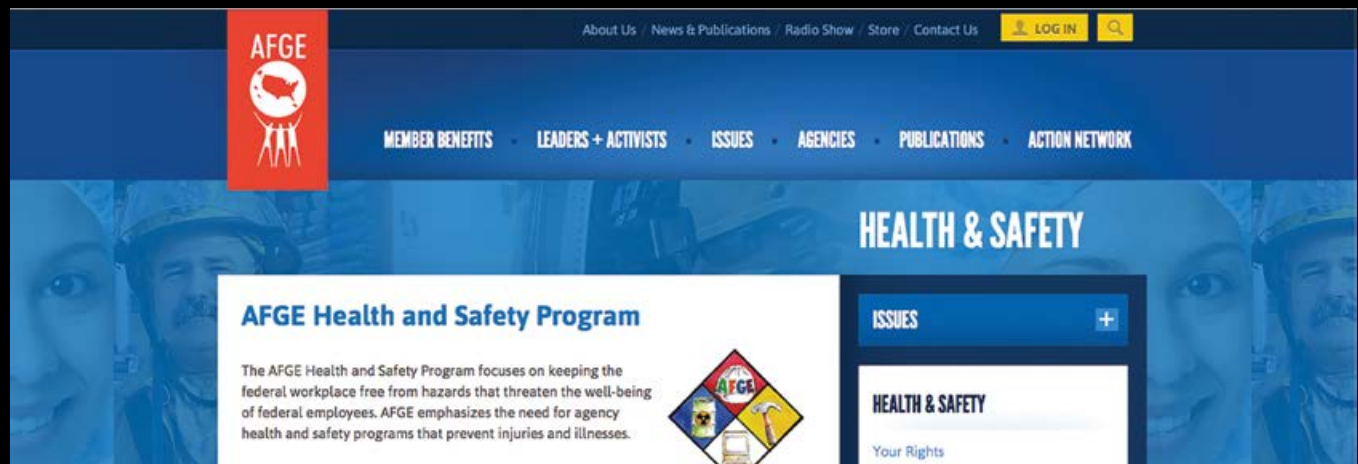 AFGE
About Us / News & Publications / Radio Show / Store / Contact Us
LOG IN
MEMBER BENEFITS LEADERS + ACTIVISTS ISSUES AGENCIES PUBLICATIONS ACTION NETWORK
HEALTH & SAFETY
AFGE Health and Safety Program
The AFGE Health and Safety Program focuses on keeping the
federal workplace free from hazards that threaten the well-being
of federal employees. AFGE emphasizes the need for agency
health and safety programs that prevent injuries and illnesses.
AFGE
ISSUES +
HEALTH & SAFETY
Your Rights